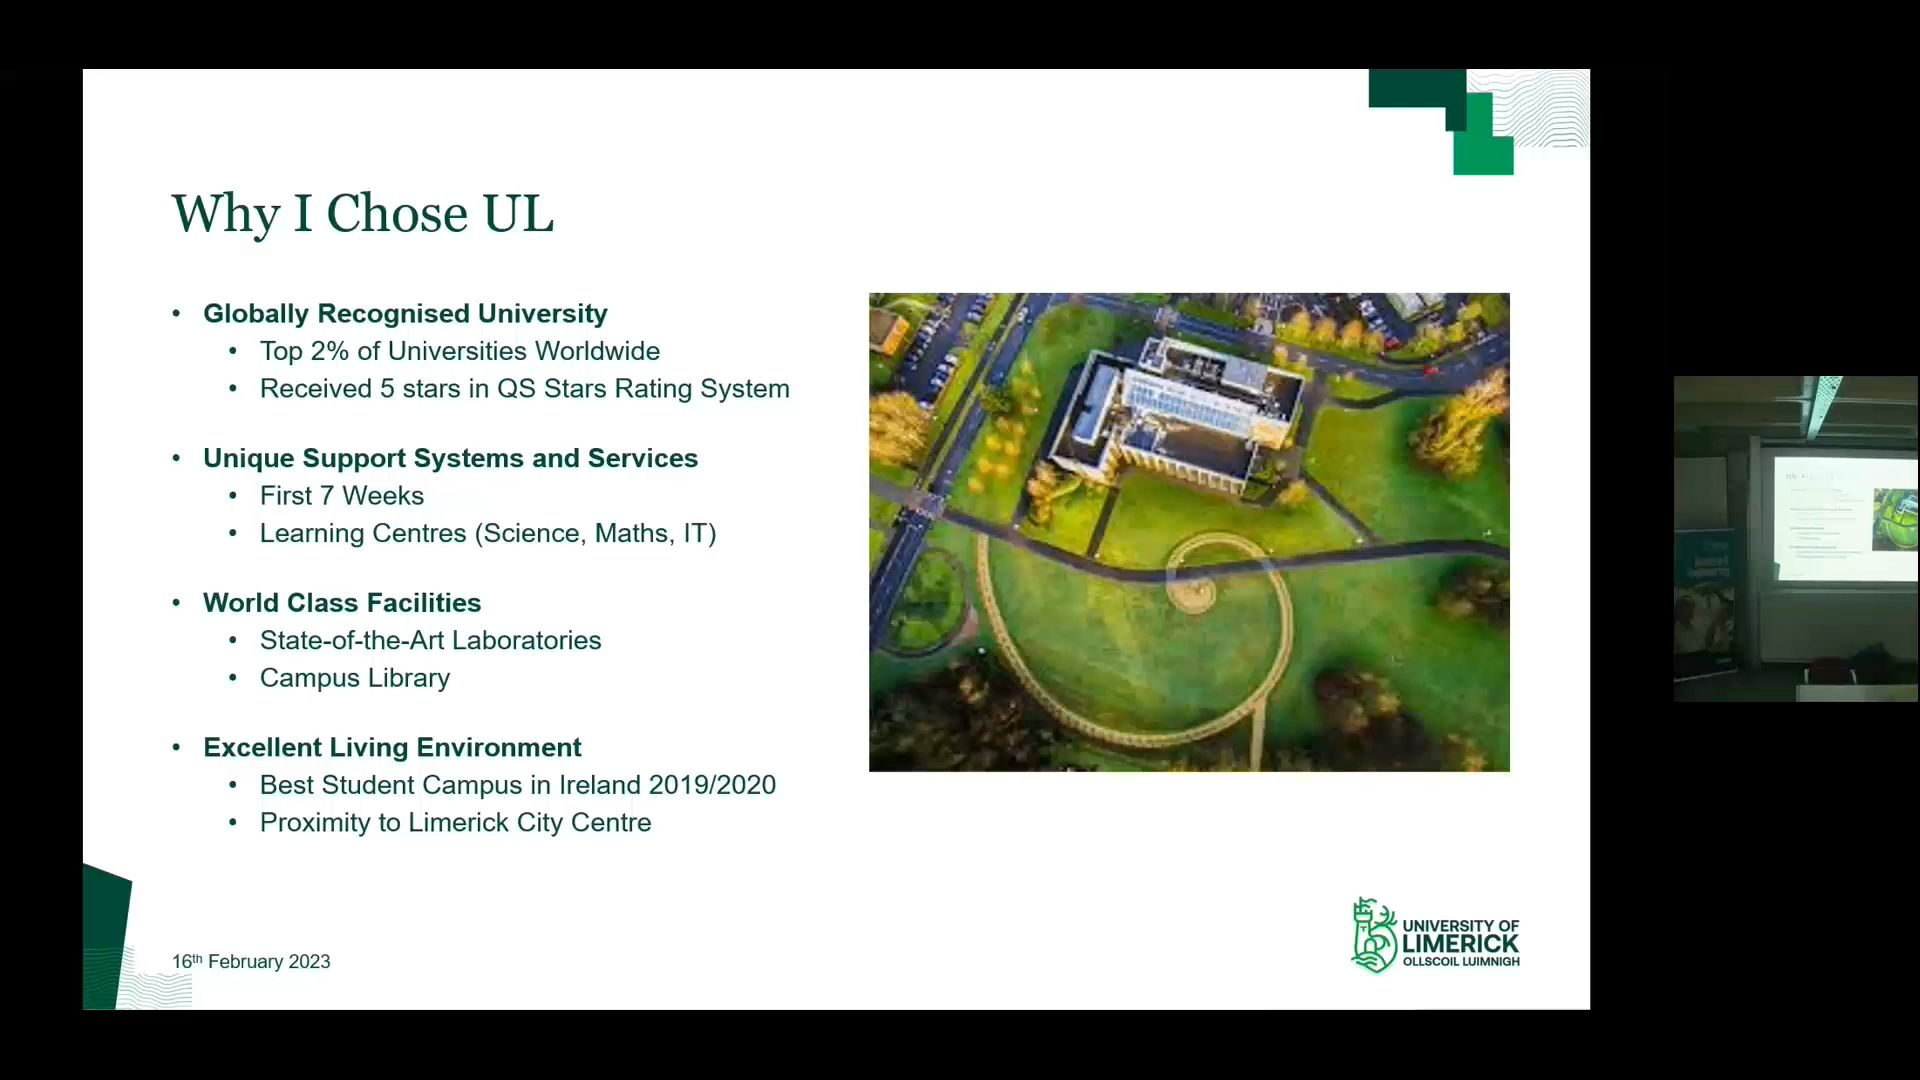 Why I Chose UL
• Globally Recognised University
• Top 2% of Universities Worldwide
• Received 5 stars in QS Stars Rating System
• Unique Support Systems and Services
• First 7 Weeks
• Learning Centres (Science, Maths, IT)
• World Class Facilities
• State-of-the-Art Laboratories
• Campus Library
• Excellent Living Environment
• Best Student Campus in Ireland 2019/2020
• Proximity to Limerick City Centre
16th February 2023
UNIVERSITY OF
LIMERICK
OLLSCOIL LUIMNIGH